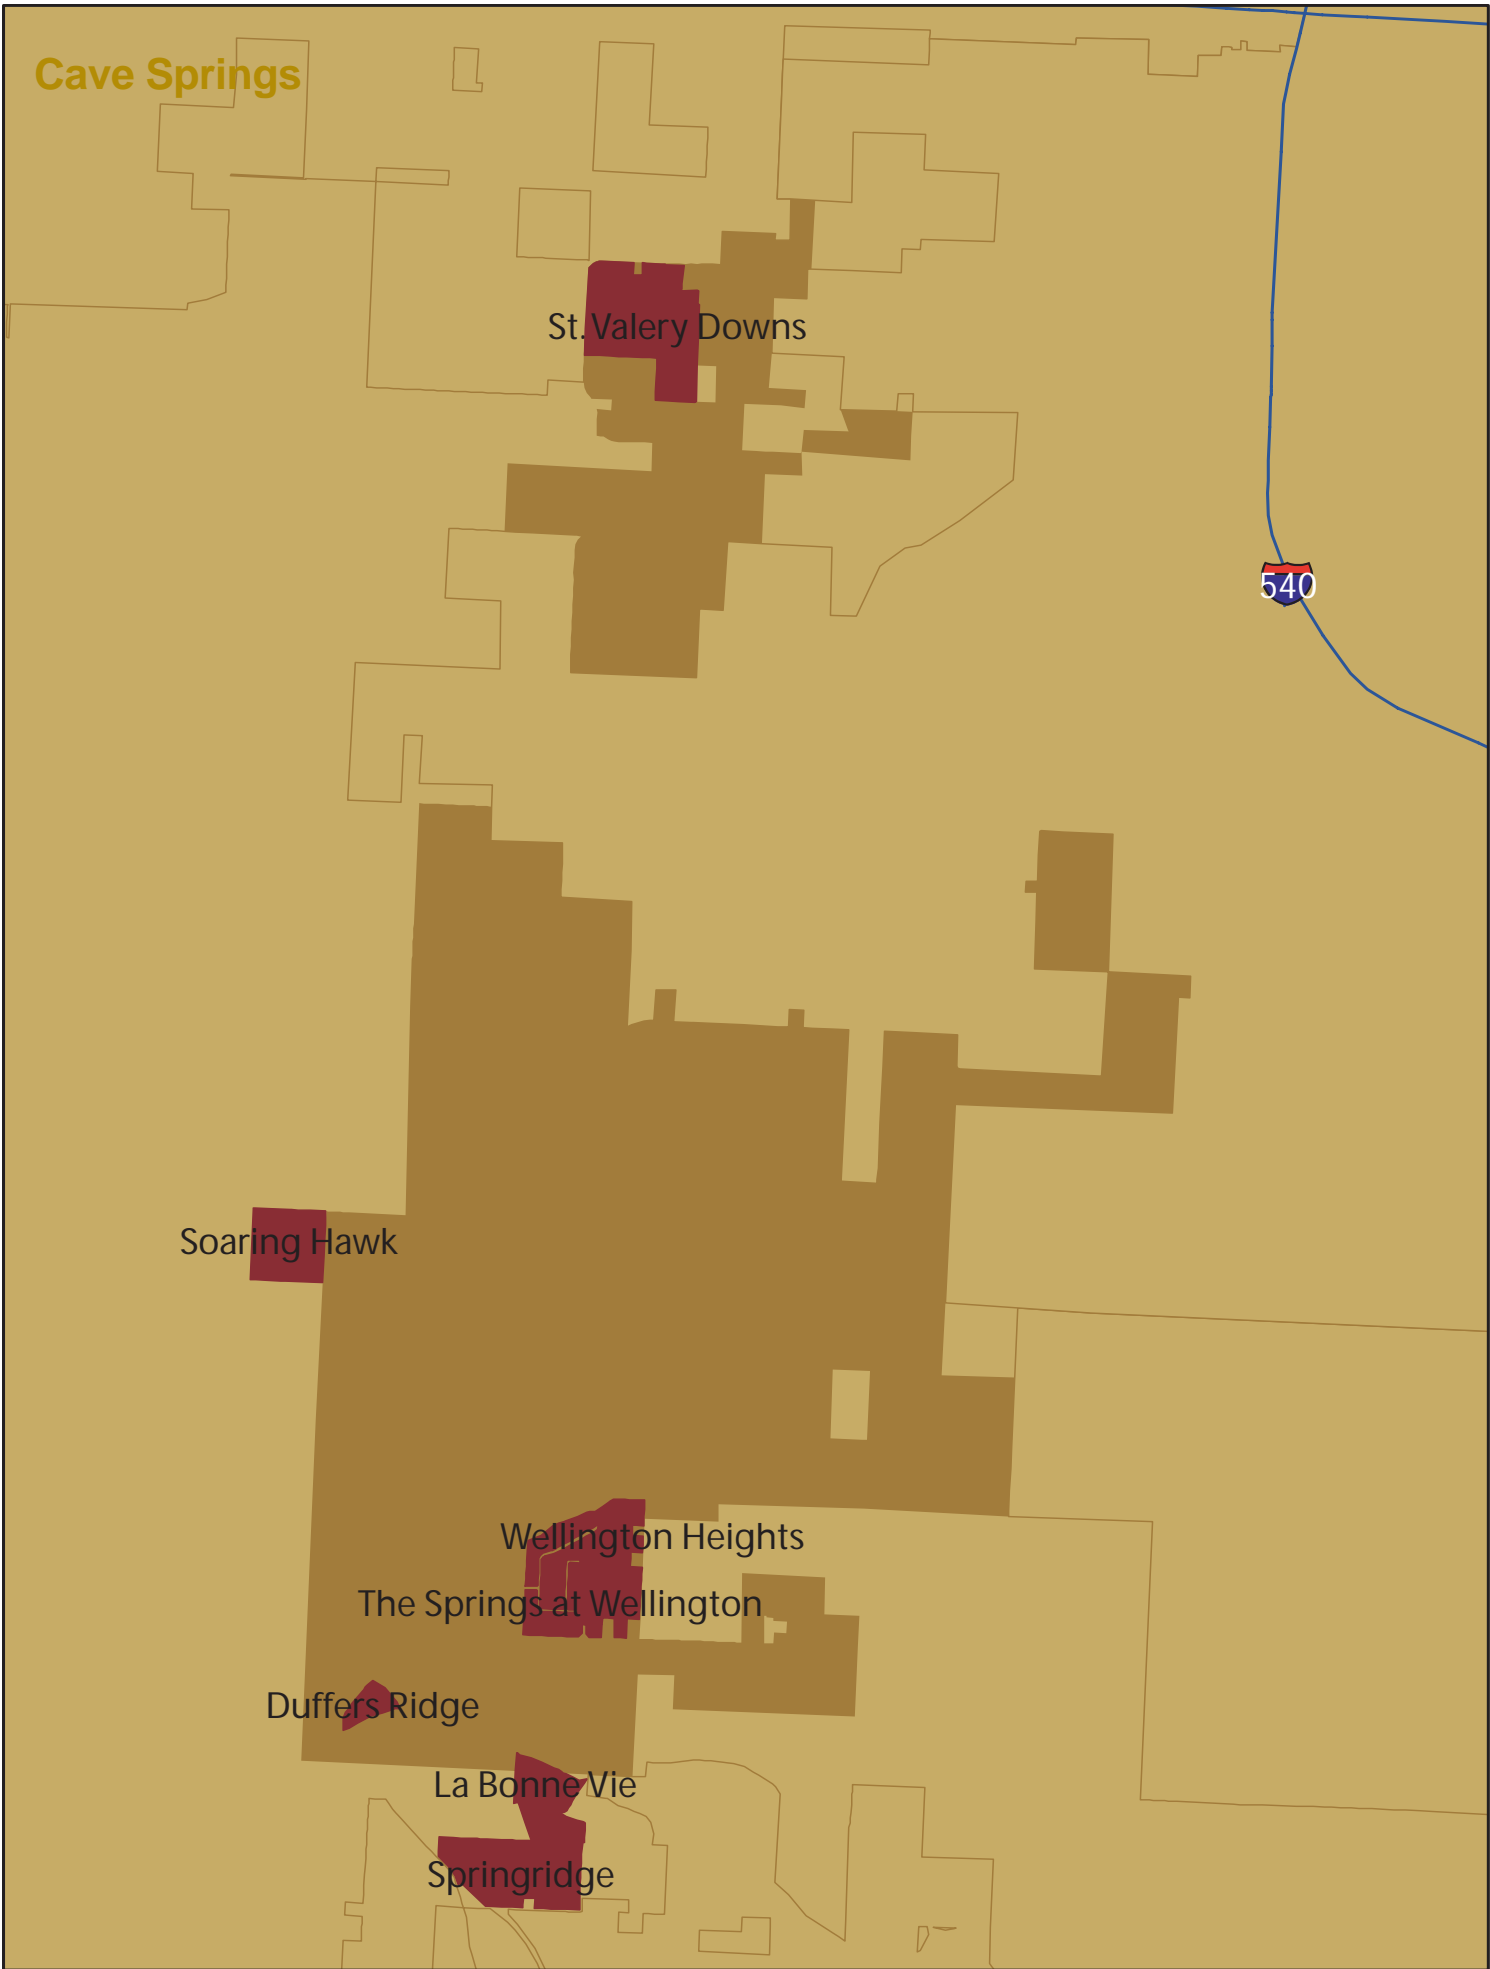 Cave Springs
St. Valery Downs
540
Soaring Hawk
Wellington Heights
The Springs at Wellington
Duffers Ridge
La Bonne Vie
Springridge